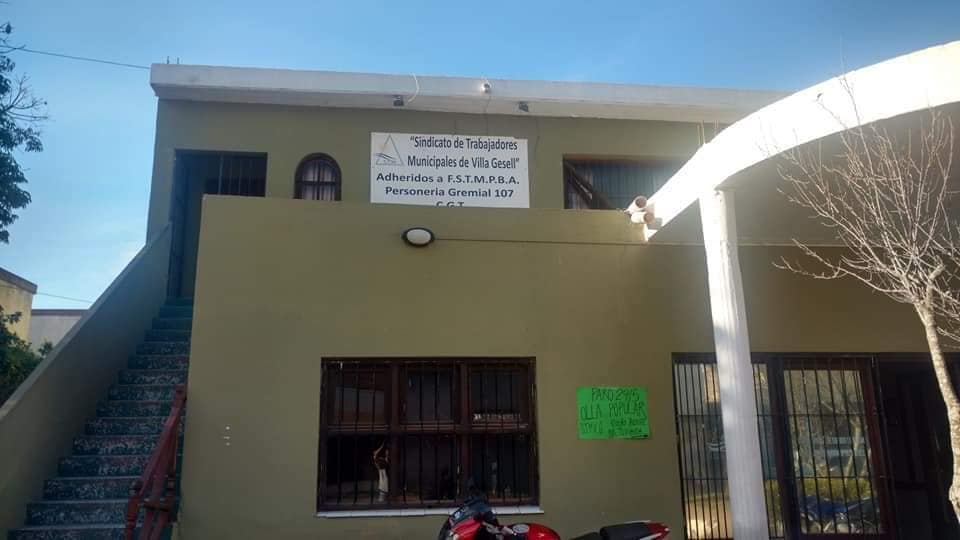 "Sindicato de Trabajadores
Municipales de Villa Gesell"
Adheridos a F.S.T.M.P.B.A.
Personeria Gremial 107
C.G.T.
PARO 29/5
OLLA POPULAR